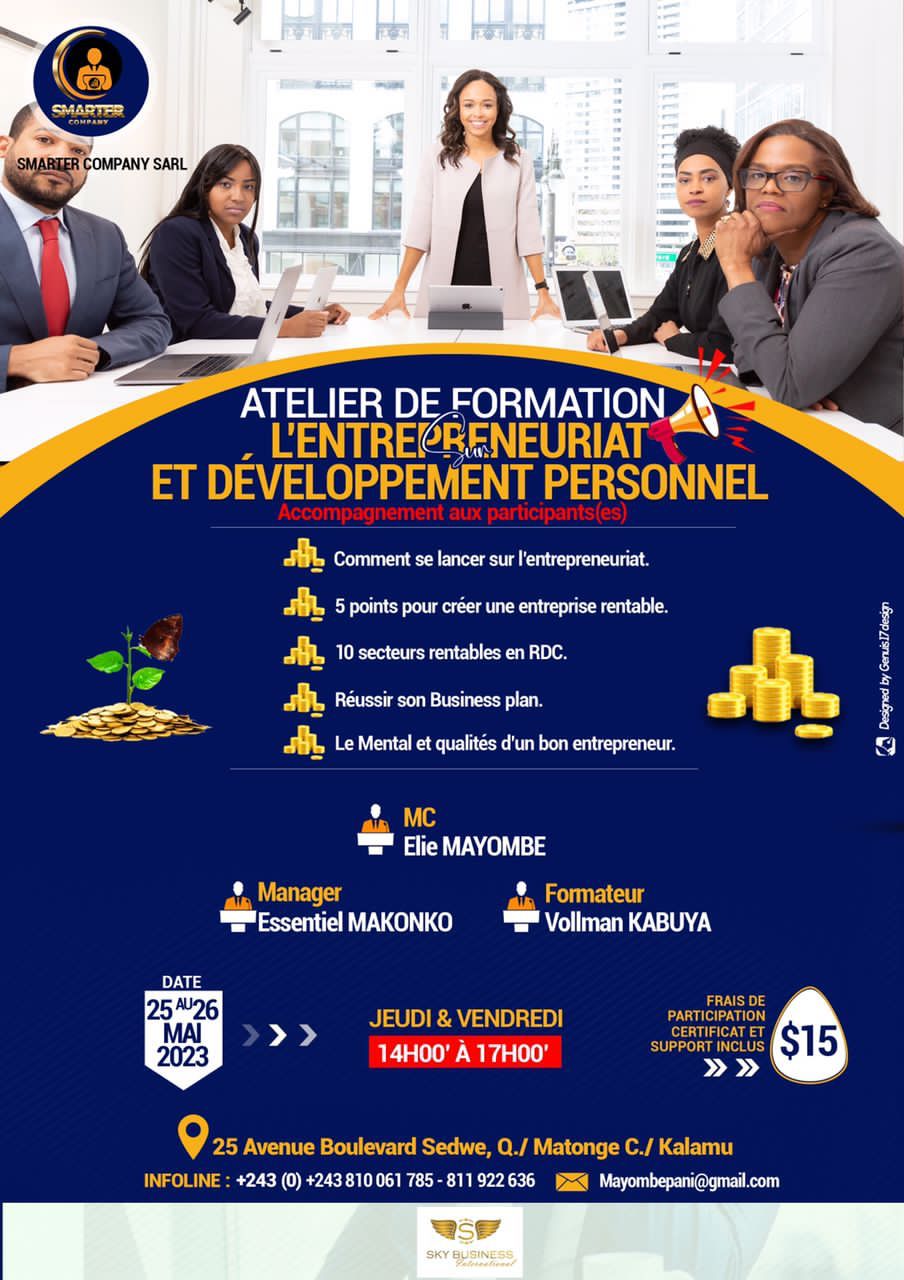 SMARTER
COMPANY
SMARTER COMPANY SARL
ATELIER DE FORMATION
Sur
L'ENTREPRENEURIAT
ET DÉVELOPPEMENT PERSONNEL
Accompagnement aux participants(es)
Comment se lancer sur l'entrepreneuriat.
5 points pour créer une entreprise rentable.
10 secteurs rentables en RDC.
Réussir son Business plan.
Le Mental et qualités d'un bon entrepreneur.
Designed by Genuis17design
MC
Elie MAYOMBE
Manager
Essentiel MAKONKO
Formateur
Vollman KABUYA
DATE
25 AU 26
MAI
2023
JEUDI & VENDREDI
14H00' À 17H00'
FRAIS DE
PARTICIPATION
CERTIFICAT ET
SUPPORT INCLUS
$15
25 Avenue Boulevard Sedwe, Q./ Matonge C./ Kalamu
INFOLINE : +243 (0) +243 810 061 785 - 811 922 636
Mayombepani@gmail.com
S
SKY BUSINESS
International